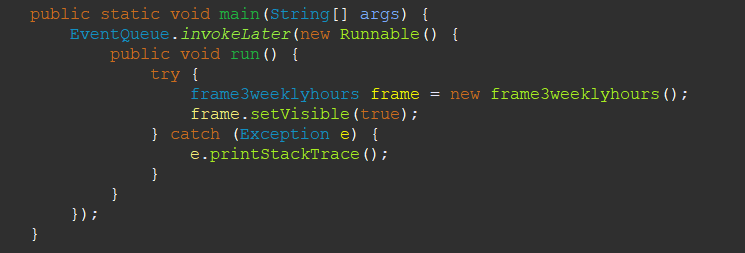 public static void main(String[] args) {
    EventQueue.invokeLater(new Runnable() {
        public void run() {
            try {
                frame3weeklyhours frame = new frame3weeklyhours();
                frame.setVisible(true);
            } catch (Exception e) {
                e.printStackTrace();
            }
        }
    });
}